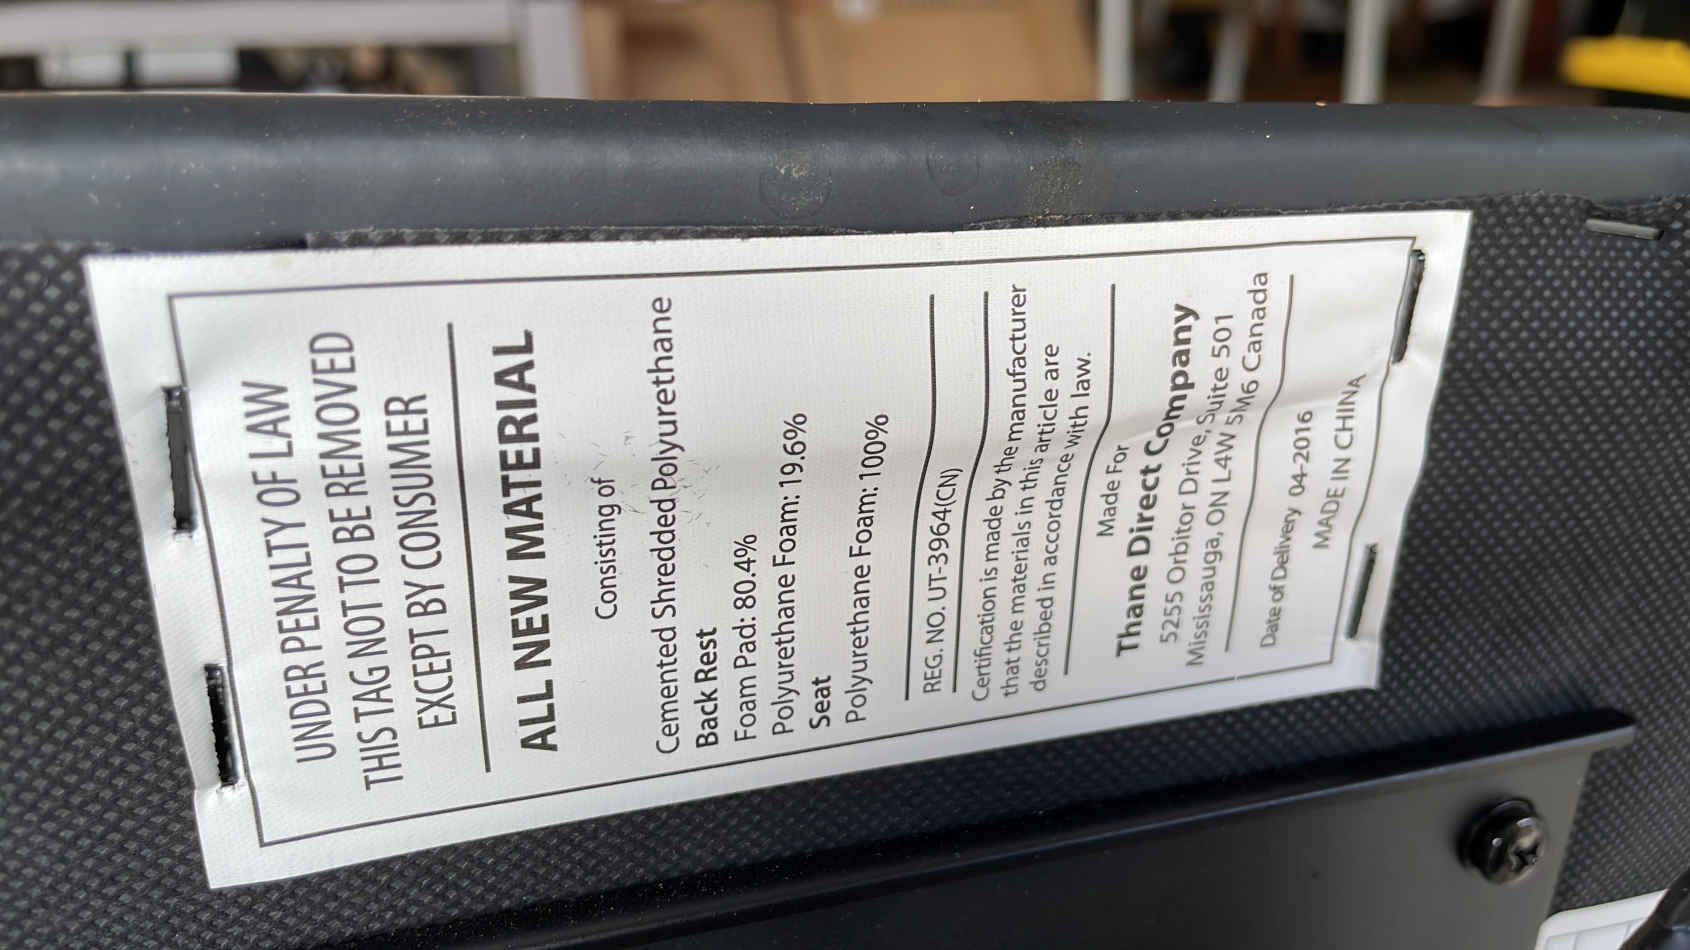 UNDER PENALTY OF LAW
THIS TAG NOT TO BE REMOVED
EXCEPT BY CONSUMER
ALL NEW MATERIAL
Consisting of
Cemented Shredded Polyurethane
Back Rest
Foam Pad: 80.4%
Polyurethane Foam: 19.6%
Seat
Polyurethane Foam: 100%
REG. NO. UT-3964(CN)
Certification is made by the manufacturer
that the materials in this article are
described in accordance with law.
Made For
Thane Direct Company
5255 Orbitor Drive, Suite 501
Mississauga, ON L4W 5M6 Canada
Date of Delivery 04-2016
MADE IN CHINA